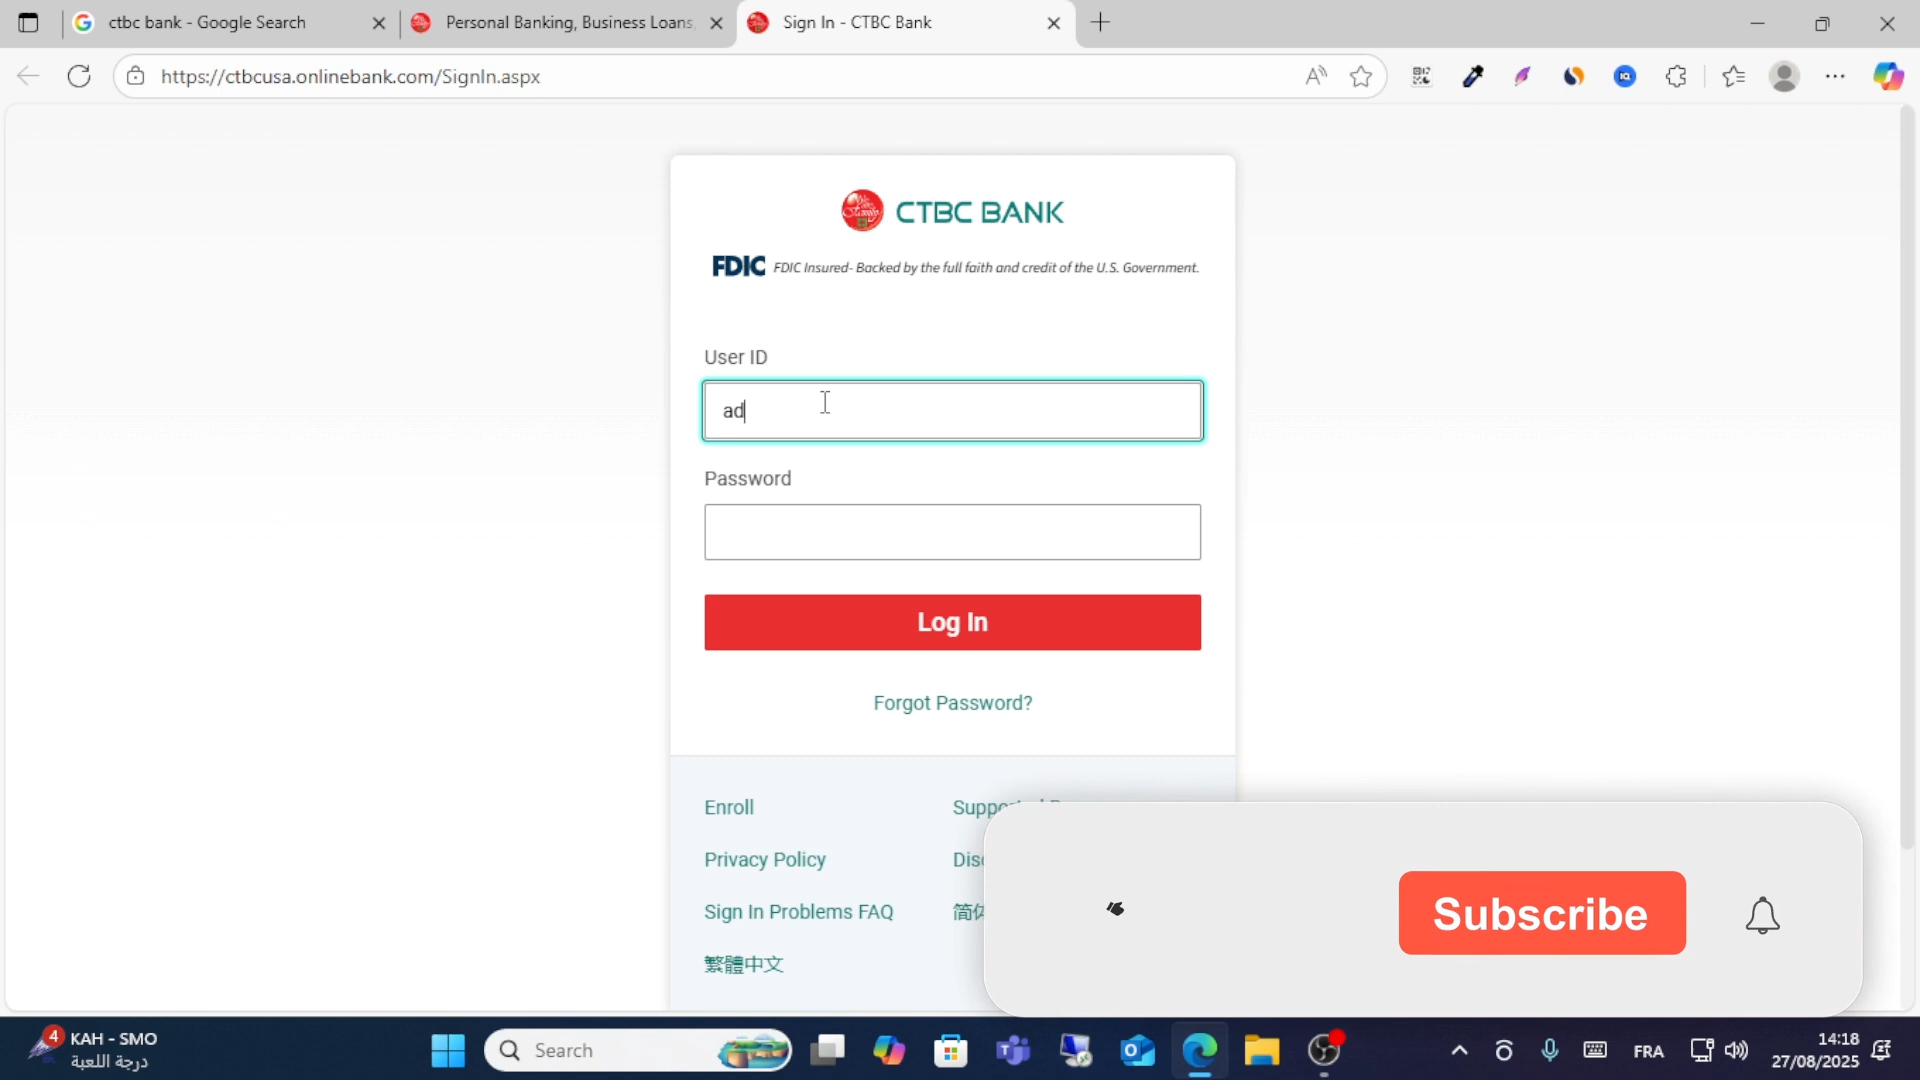 ctbc bank - Google Search
Personal Banking, Business Loans,
Sign In - CTBC Bank
https://ctbcusa.onlinebank.com/SignIn.aspx
CTBC BANK
FDIC FDIC Insured- Backed by the full faith and credit of the U.S. Government.
User ID
ad
Password
Log In
Forgot Password?
Enroll
Privacy Policy
Sign In Problems FAQ
繁體中文
Subscribe
4
KAH - SMO
درجة اللعبة
Search
FRA
14:18
27/08/2025